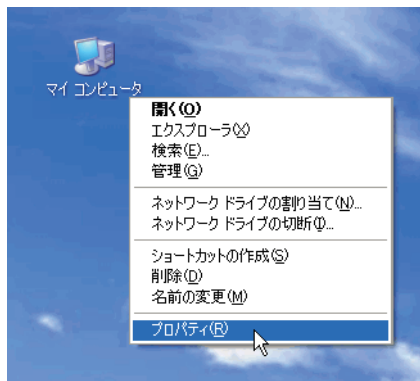 マイ コンピュータ
開く(O)
エクスプローラ(X)
検索(E)...
管理(G)
ネットワーク ドライブの割り当て(N)...
ネットワーク ドライブの切断(I)...
ショートカットの作成(S)
削除(D)
名前の変更(M)
プロパティ(R)